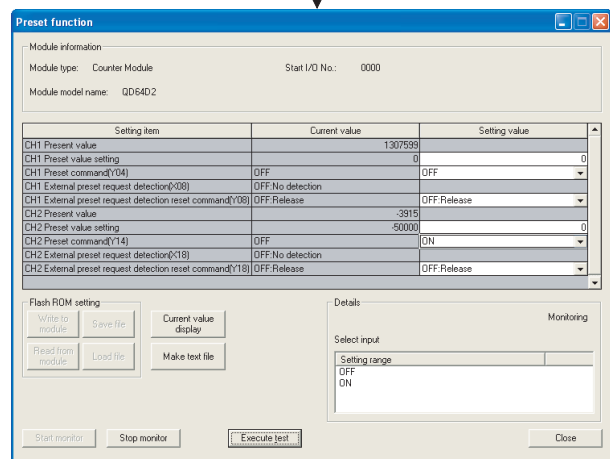 Preset function
Module information
Module type: Counter Module Start I/O No.: 0000
Module model name: QD64D2
Setting item Current value Setting value
CH1 Present value 1307599
CH1 Preset value setting 0 0
CH1 Preset command(Y04) OFF OFF
CH1 External preset request detection(X08) OFF:No detection
CH1 External preset request detection reset command(Y08) OFF:Release OFF:Release
CH2 Present value -3915
CH2 Preset value setting -50000 0
CH2 Preset command(Y14) OFF ON
CH2 External preset request detection(X18) OFF:No detection
CH2 External preset request detection reset command(Y18) OFF:Release OFF:Release
Flash ROM setting
Write to module
Save file
Current value display
Read from module
Load file
Make text file
Details
Monitoring
Select input
Setting range
OFF
ON
Start monitor
Stop monitor
Execute test
Close